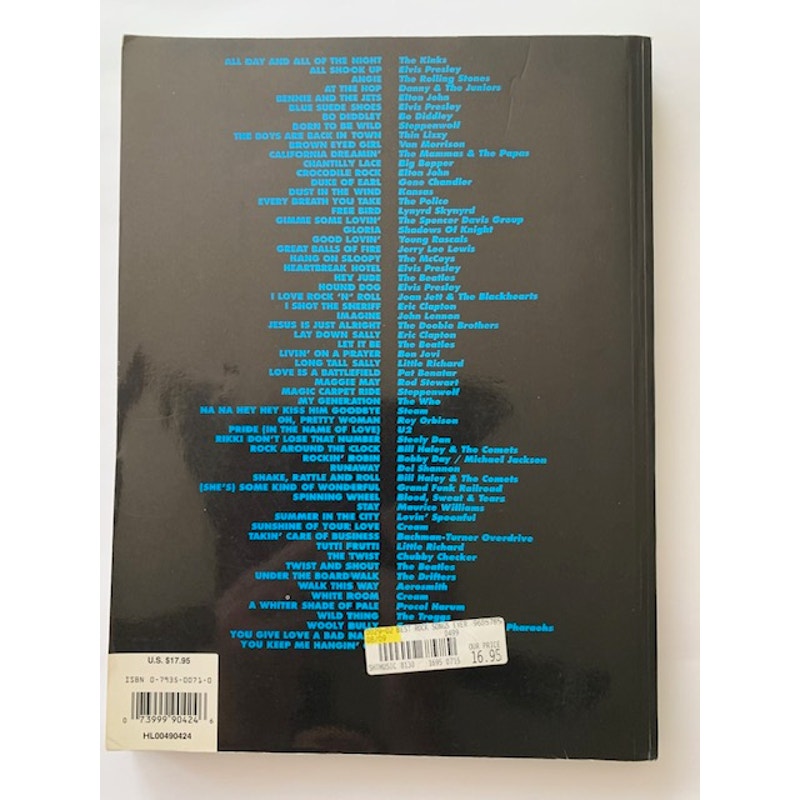 ALL DAY AND ALL OF THE NIGHT The Kinks
ALL SHOOK UP Elvis Presley
ANGIE The Rolling Stones
AT THE HOP Danny & The Juniors
BENNIE AND THE JETS Elton John
BLUE SUEDE SHOES Elvis Presley
BO DIDDLEY Bo Diddley
BORN TO BE WILD Steppenwolf
THE BOYS ARE BACK IN TOWN Thin Lizzy
BROWN EYED GIRL Van Morrison
CALIFORNIA DREAMIN' The Mammas & The Papas
CHANTILLY LACE Big Bopper
CROCODILE ROCK Elton John
DUKE OF EARL Gene Chandler
DUST IN THE WIND Kansas
EVERY BREATH YOU TAKE The Police
FREE BIRD Lynyrd Skynyrd
GIMME SOME LOVIN' The Spencer Davis Group
GLORIA Shadows Of Knight
GOOD LOVIN' Young Rascals
GREAT BALLS OF FIRE Jerry Lee Lewis
HANG ON SLOOPY The McCoys
HEARTBREAK HOTEL Elvis Presley
HEY JUDE The Beatles
HOUND DOG Elvis Presley
I LOVE ROCK 'N' ROLL Joan Jett & The Blackhearts
I SHOT THE SHERIFF Eric Clapton
IMAGINE John Lennon
JESUS IS JUST ALRIGHT The Doobie Brothers
LAY DOWN SALLY Eric Clapton
LET IT BE The Beatles
LIVIN' ON A PRAYER Bon Jovi
LONG TALL SALLY Little Richard
LOVE IS A BATTLEFIELD Pat Benatar
MAGGIE MAY Rod Stewart
MAGIC CARPET RIDE Steppenwolf
MY GENERATION The Who
NA NA HEY HEY KISS HIM GOODBYE Steam
OH, PRETTY WOMAN Roy Orbison
PRIDE (IN THE NAME OF LOVE) U2
RIKKI DON'T LOSE THAT NUMBER Steely Dan
ROCK AROUND THE CLOCK Bill Haley & The Comets
ROCKIN' ROBIN Bobby Day / Michael Jackson
RUNAWAY Del Shannon
SHAKE, RATTLE AND ROLL Bill Haley & The Comets
(SHE'S) SOME KIND OF WONDERFUL Grand Funk Railroad
SPINNING WHEEL Blood, Sweat & Tears
STAY Maurice Williams
SUMMER IN THE CITY Lovin' Spoonful
SUNSHINE OF YOUR LOVE Cream
TAKIN' CARE OF BUSINESS Bachman-Turner Overdrive
TUTTI FRUTTI Little Richard
THE TWIST Chubby Checker
TWIST AND SHOUT The Beatles
UNDER THE BOARDWALK The Drifters
WALK THIS WAY Aerosmith
WHITE ROOM Cream
A WHITER SHADE OF PALE Procol Harum
WILD THING The Troggs
WOOLY BULLY Pharaohs
YOU GIVE LOVE A BAD
YOU KEEP ME HANGIN'
BEST ROCK SONGS EVER
0499
OUR PRICE
16.95
SHTMUSIC 0130 1695 0715
U.S. $17.95
ISBN 0-7935-0071-0
0 73999 90424 6
HL00490424